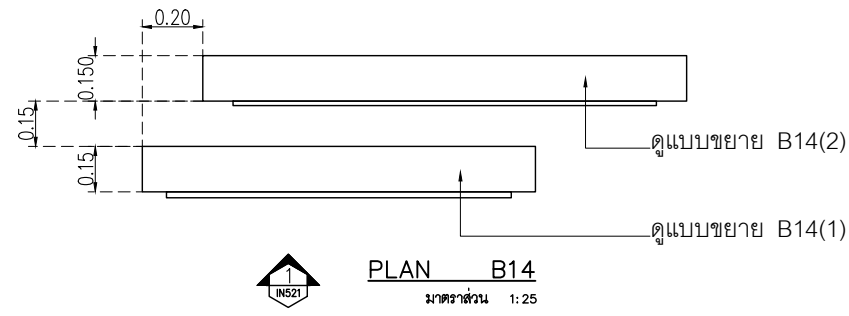 0.20
0.150
0.15
0.15
ดูแบบขยาย B14(2)
ดูแบบขยาย B14(1)
1
IN521
PLAN B14
มาตราส่วน 1:25